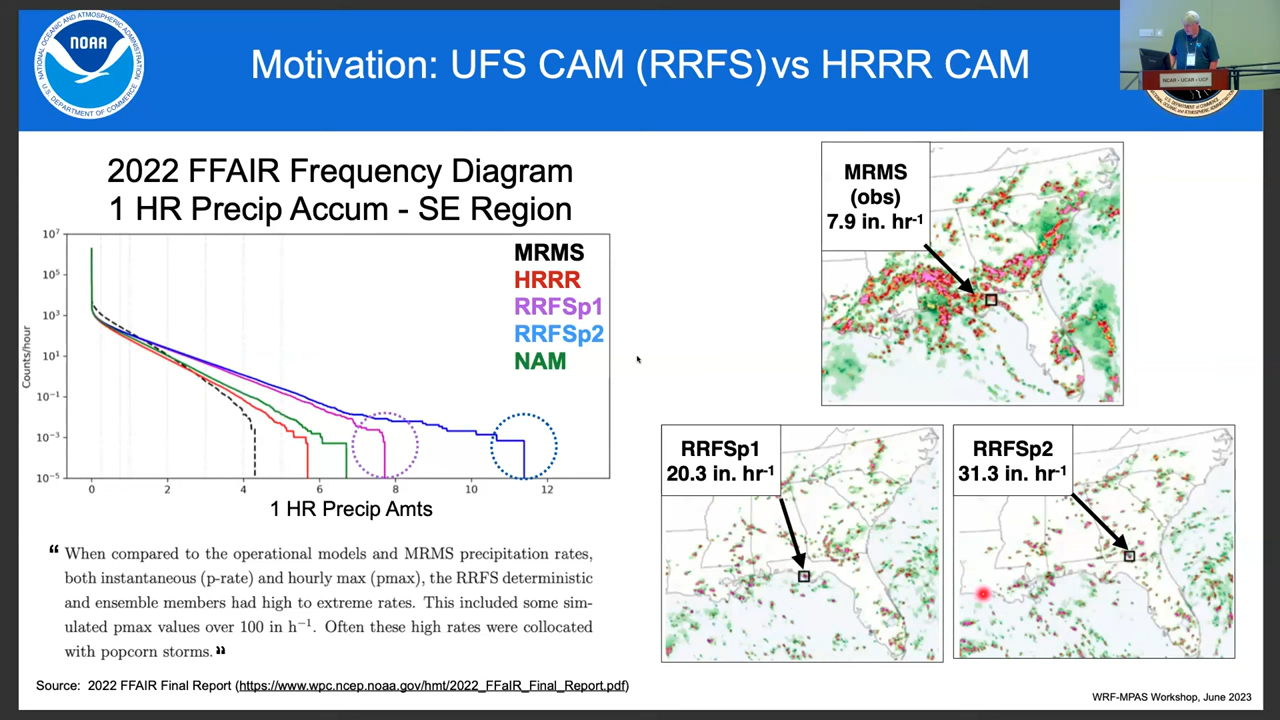 NATIONAL OCEANIC AND ATMOSPHERIC ADMINISTRATION
NOAA
U.S. DEPARTMENT OF COMMERCE
Motivation: UFS CAM (RRFS) vs HRRR CAM
NCAR • UCAR • UCP
2022 FFAIR Frequency Diagram
1 HR Precip Accum - SE Region
10⁷
10⁵
10³
10¹
10⁻¹
10⁻³
10⁻⁵
Counts/hour
0 2 4 6 8 10 12
1 HR Precip Amts
MRMS
HRRR
RRFSp1
RRFSp2
NAM
MRMS
(obs)
7.9 in. hr⁻¹
RRFSp1
20.3 in. hr⁻¹
RRFSp2
31.3 in. hr⁻¹
“ When compared to the operational models and MRMS precipitation rates,
both instantaneous (p-rate) and hourly max (pmax), the RRFS deterministic
and ensemble members had high to extreme rates. This included some sim-
ulated pmax values over 100 in h⁻¹. Often these high rates were collocated
with popcorn storms. ”
Source: 2022 FFAIR Final Report (https://www.wpc.ncep.noaa.gov/hmt/2022_FFaIR_Final_Report.pdf)
WRF-MPAS Workshop, June 2023